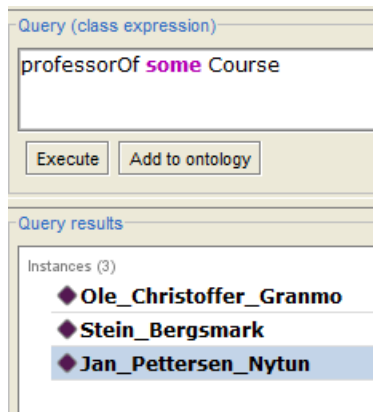 Query (class expression)
professorOf some Course
Execute Add to ontology
Query results
Instances (3)
Ole_Christoffer_Granmo
Stein_Bergsmark
Jan_Pettersen_Nytun